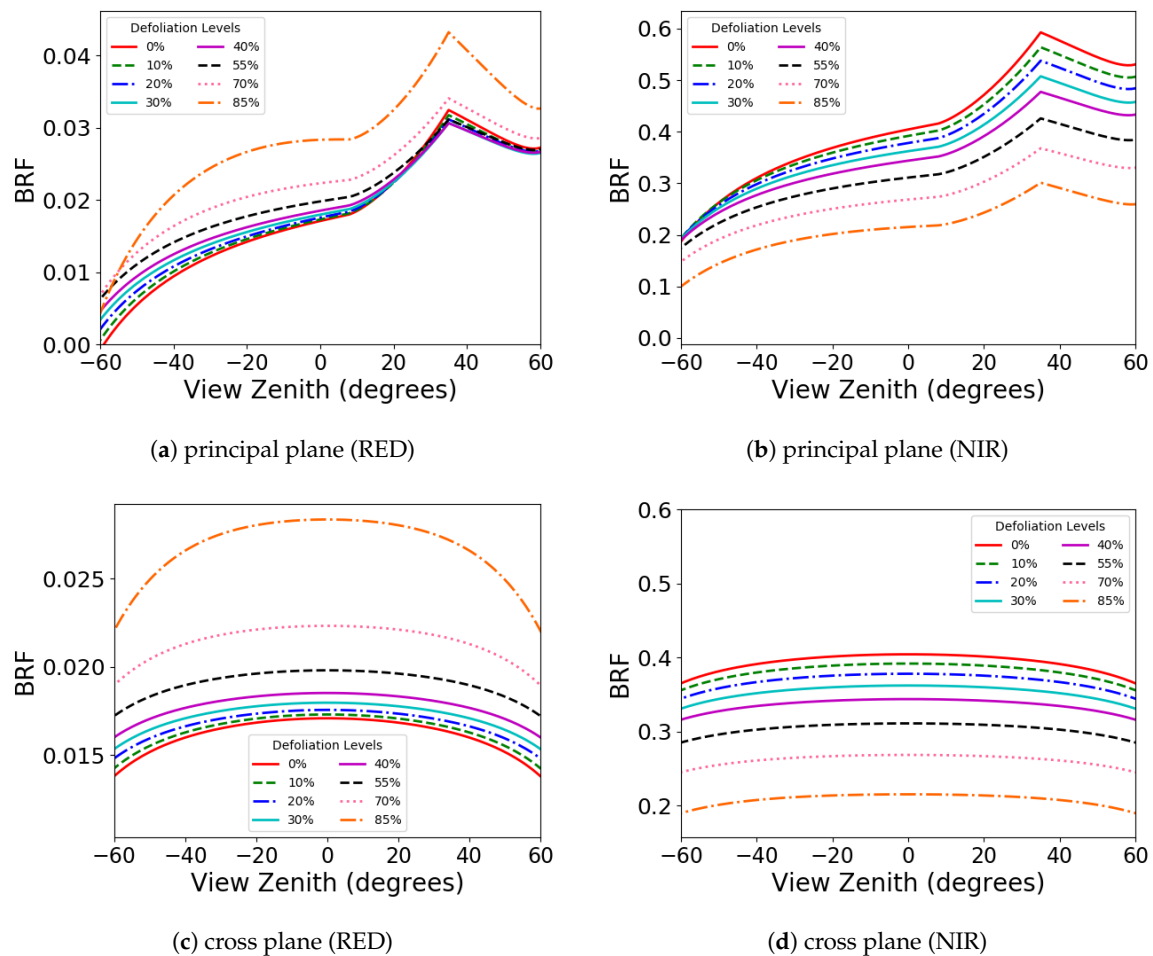 Defoliation Levels
0% 40%
10% 55%
20% 70%
30% 85%
0.04
0.03
0.02
0.01
0.00
BRF
−60 −40 −20 0 20 40 60
View Zenith (degrees)
(a) principal plane (RED)
Defoliation Levels
0% 40%
10% 55%
20% 70%
30% 85%
0.6
0.5
0.4
0.3
0.2
0.1
0.0
BRF
−60 −40 −20 0 20 40 60
View Zenith (degrees)
(b) principal plane (NIR)
0.025
0.020
0.015
BRF
Defoliation Levels
0% 40%
10% 55%
20% 70%
30% 85%
−60 −40 −20 0 20 40 60
View Zenith (degrees)
(c) cross plane (RED)
Defoliation Levels
0% 40%
10% 55%
20% 70%
30% 85%
0.6
0.5
0.4
0.3
0.2
BRF
−60 −40 −20 0 20 40 60
View Zenith (degrees)
(d) cross plane (NIR)